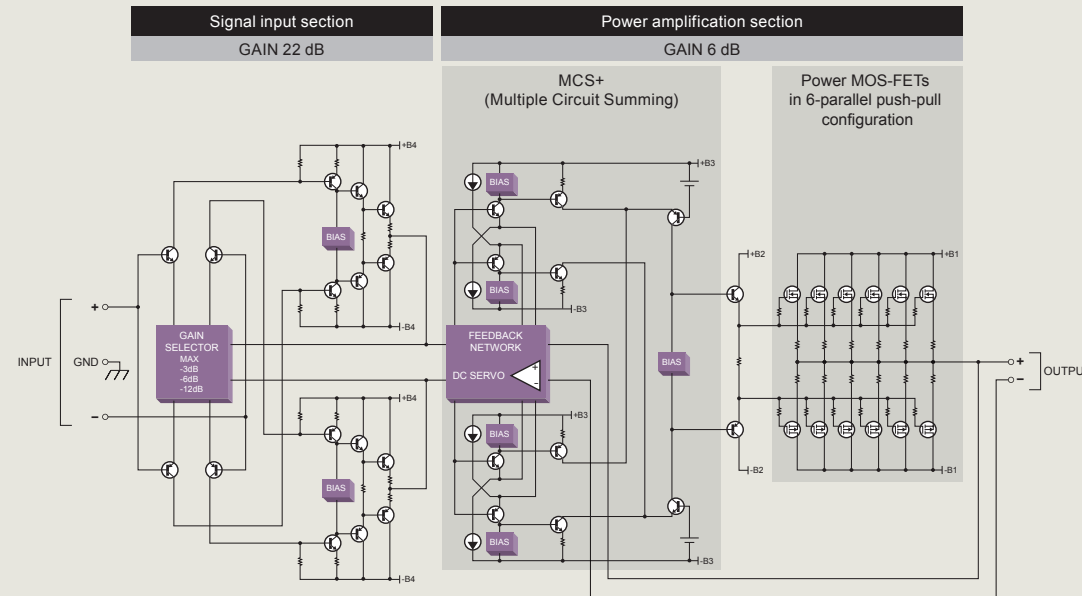 Signal input section
Power amplification section
GAIN 22 dB
GAIN 6 dB
MCS+
(Multiple Circuit Summing)
Power MOS-FETs
in 6-parallel push-pull
configuration
+B4
+B3
BIAS
BIAS
+B2
+B1
BIAS
-B3
-B4
INPUT
+
GND
−
GAIN
SELECTOR
MAX
-3dB
-6dB
-12dB
FEEDBACK
NETWORK
DC SERVO
+
-
BIAS
+
−
OUTPU
+B4
+B3
BIAS
-B2
-B1
BIAS
BIAS
-B3
-B4